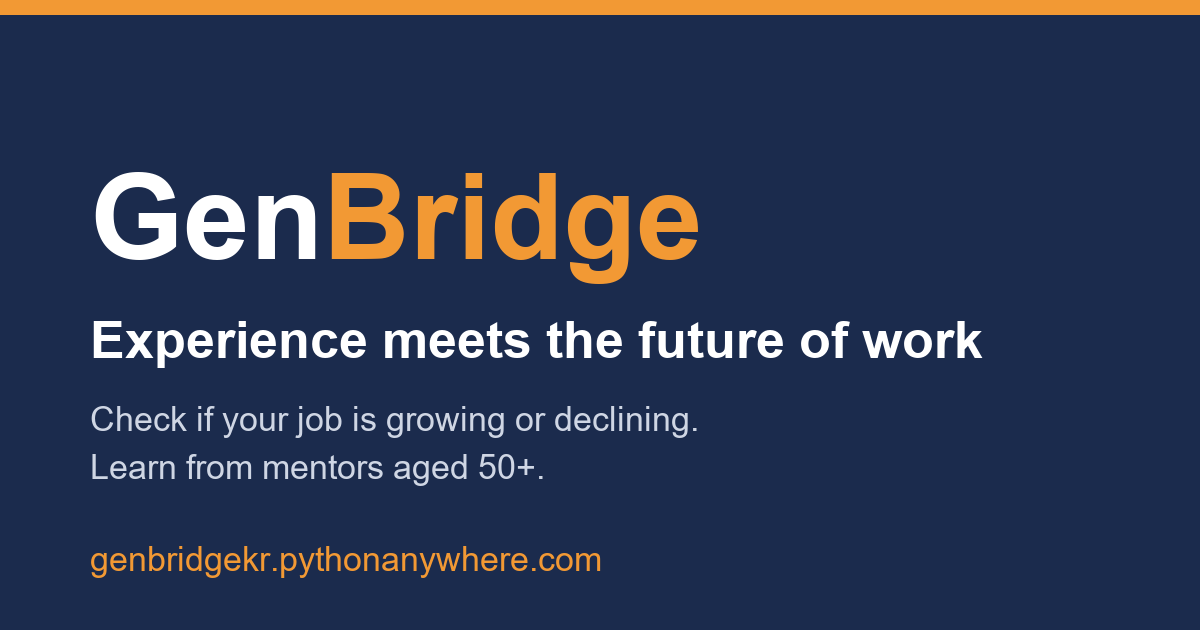 GenBridge
Experience meets the future of work
Check if your job is growing or declining.
Learn from mentors aged 50+.
genbridgekr.pythonanywhere.com